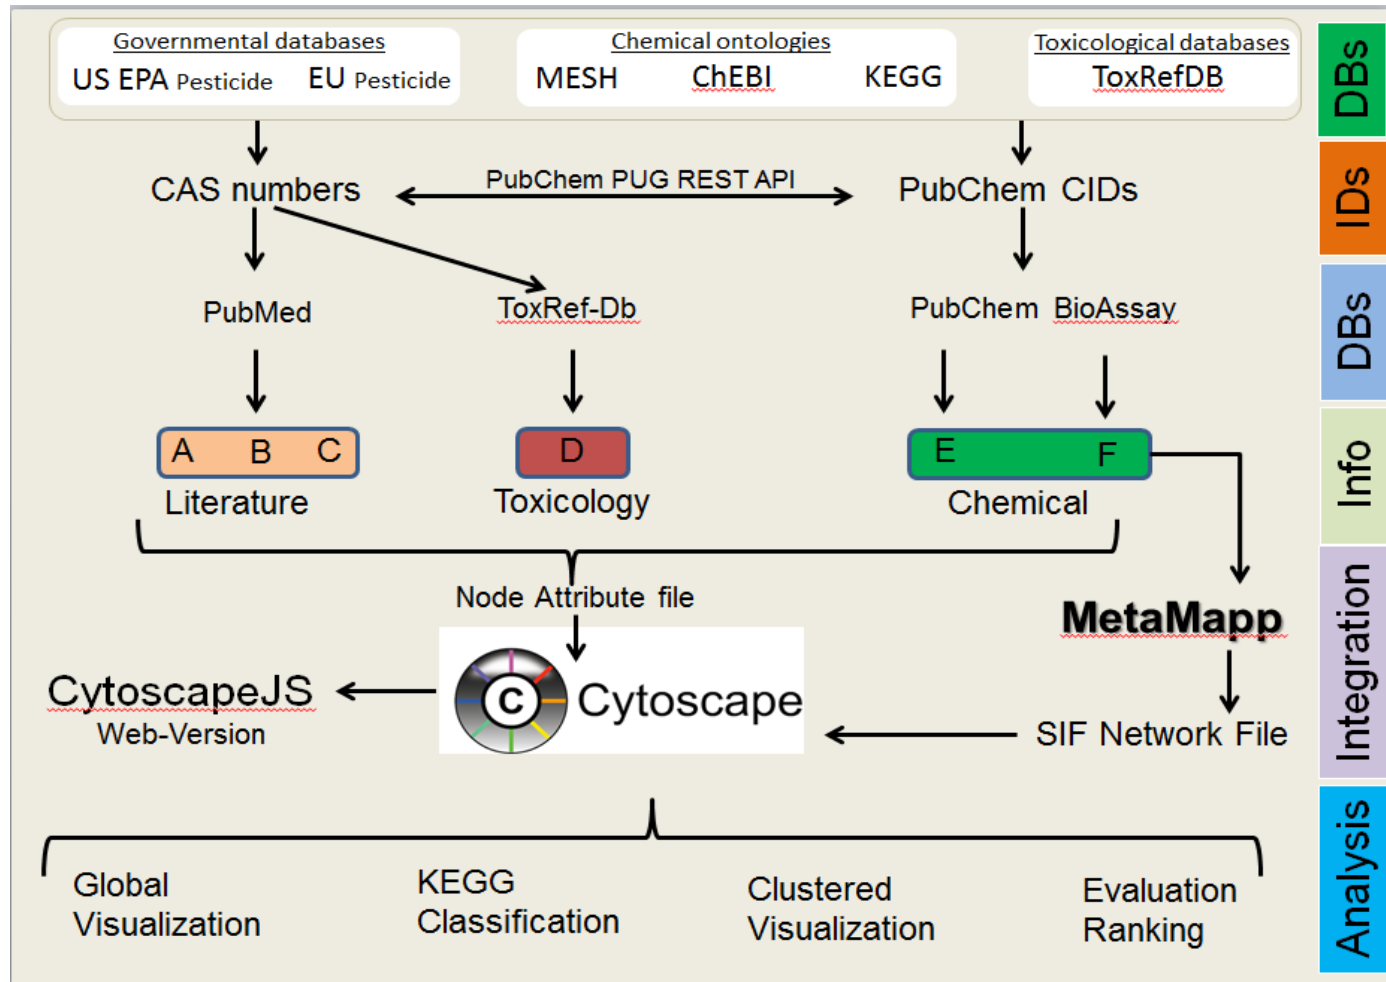 Governmental databases
US EPA Pesticide EU Pesticide
Chemical ontologies
MESH ChEBI KEGG
Toxicological databases
ToxRefDB
DBs
CAS numbers
PubChem PUG REST API
PubChem CIDs
IDs
PubMed
ToxRef-Db
PubChem BioAssay
DBs
A B C
Literature
D
Toxicology
E F
Chemical
Info
Node Attribute file
MetaMapp
CytoscapeJS
Web-Version
C Cytoscape
SIF Network File
Integration
Global
Visualization
KEGG
Classification
Clustered
Visualization
Evaluation
Ranking
Analysis